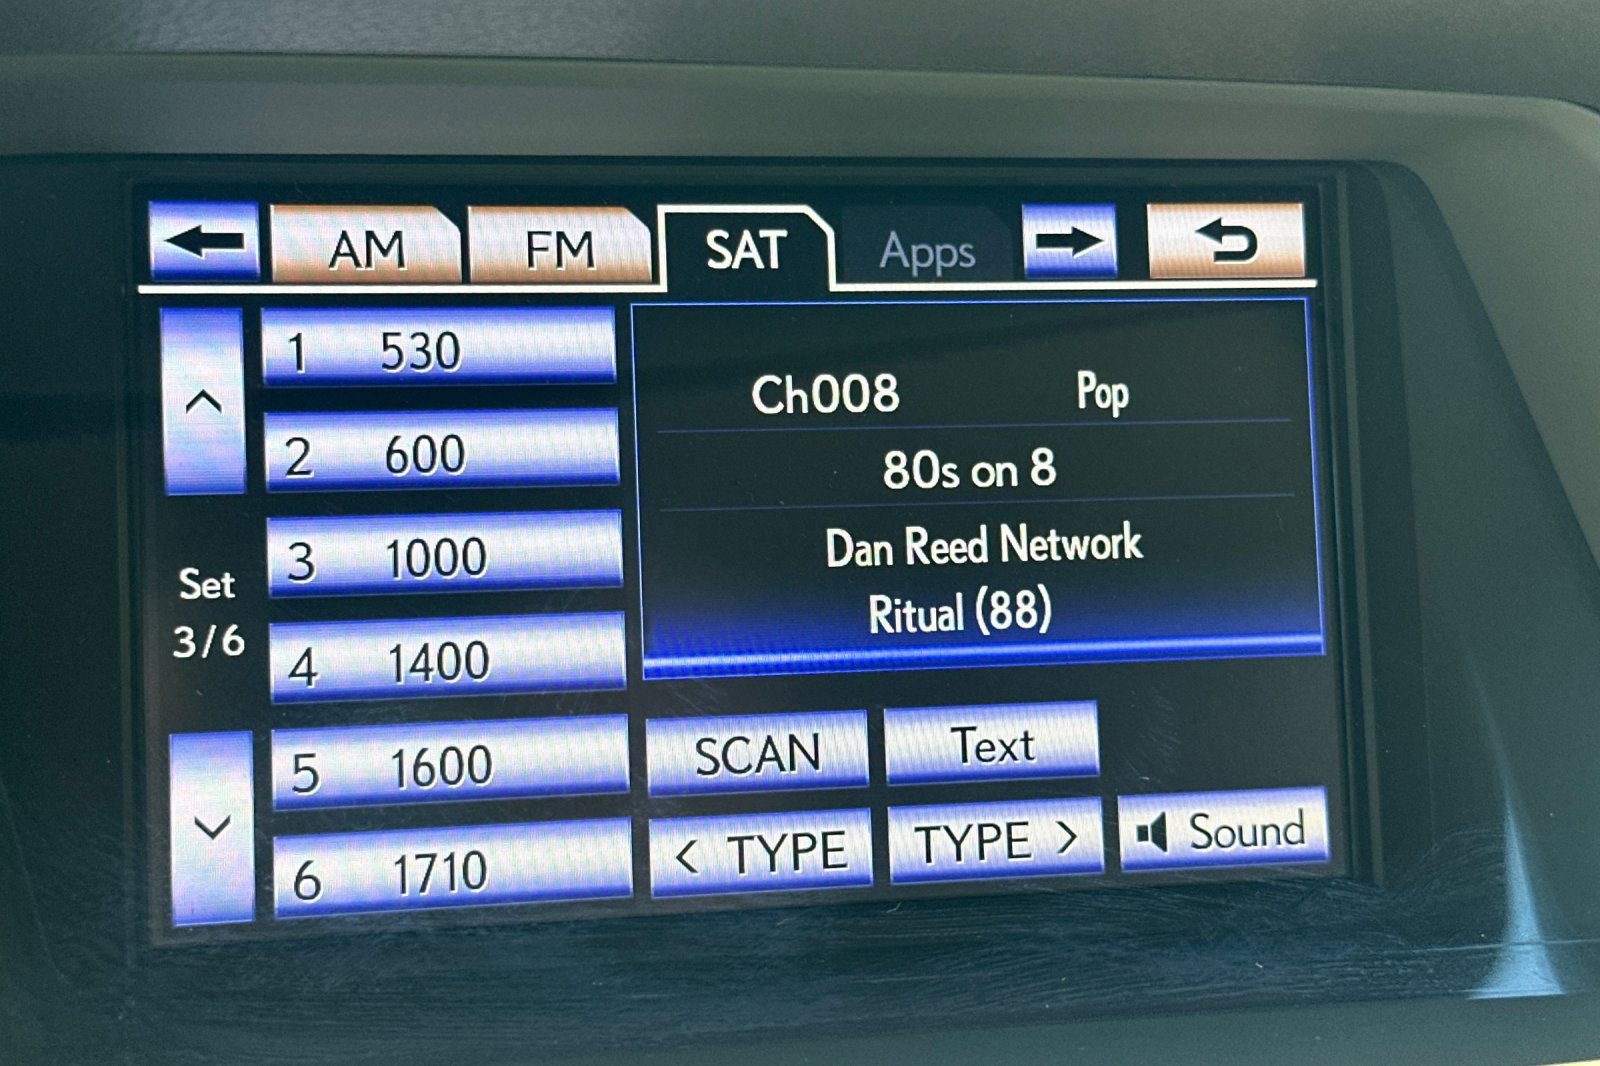 AM FM SAT Apps
1 530
2 600
3 1000
4 1400
5 1600
6 1710
Set
3/6
Ch008 Pop
80s on 8
Dan Reed Network
Ritual (88)
SCAN Text
< TYPE TYPE > Sound